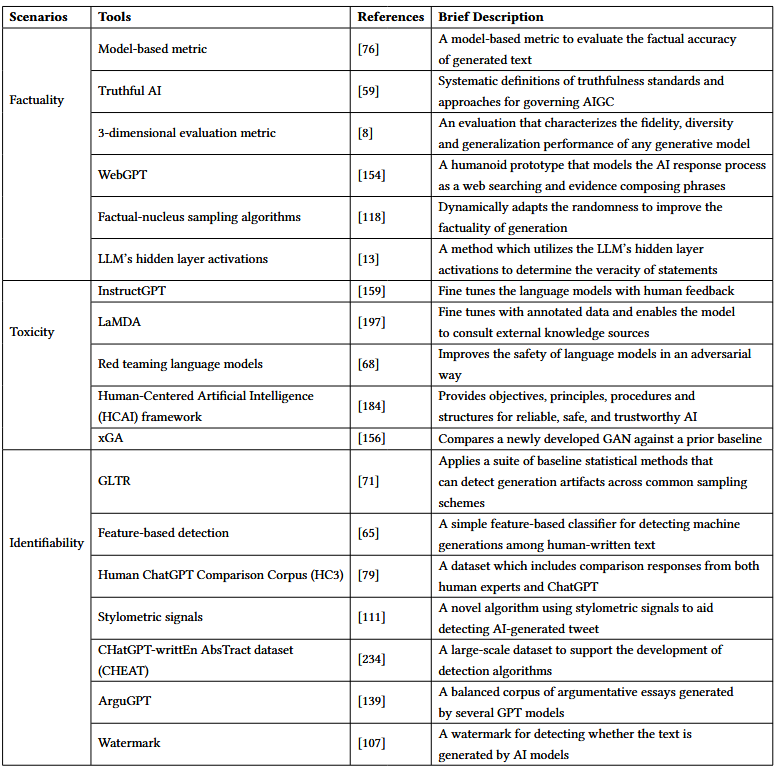 Scenarios Tools References Brief Description
Factuality
Model-based metric [76] A model-based metric to evaluate the factual accuracy
of generated text
Truthful AI [59] Systematic definitions of truthfulness standards and
approaches for governing AIGC
3-dimensional evaluation metric [8] An evaluation that characterizes the fidelity, diversity
and generalization performance of any generative model
WebGPT [154] A humanoid prototype that models the AI response process
as a web searching and evidence composing phrases
Factual-nucleus sampling algorithms [118] Dynamically adapts the randomness to improve the
factuality of generation
LLM's hidden layer activations [13] A method which utilizes the LLM's hidden layer
activations to determine the veracity of statements
Toxicity
InstructGPT [159] Fine tunes the language models with human feedback
LaMDA [197] Fine tunes with annotated data and enables the model
to consult external knowledge sources
Red teaming language models [68] Improves the safety of language models in an adversarial
way
Human-Centered Artificial Intelligence
(HCAI) framework [184] Provides objectives, principles, procedures and
structures for reliable, safe, and trustworthy AI
xGA [156] Compares a newly developed GAN against a prior baseline
Identifiability
GLTR [71] Applies a suite of baseline statistical methods that
can detect generation artifacts across common sampling
schemes
Feature-based detection [65] A simple feature-based classifier for detecting machine
generations among human-written text
Human ChatGPT Comparison Corpus (HC3) [79] A dataset which includes comparison responses from both
human experts and ChatGPT
Stylometric signals [111] A novel algorithm using stylometric signals to aid
detecting AI-generated tweet
CHatGPT-writtEn AbsTract dataset
(CHEAT) [234] A large-scale dataset to support the development of
detection algorithms
ArguGPT [139] A balanced corpus of argumentative essays generated
by several GPT models
Watermark [107] A watermark for detecting whether the text is
generated by AI models